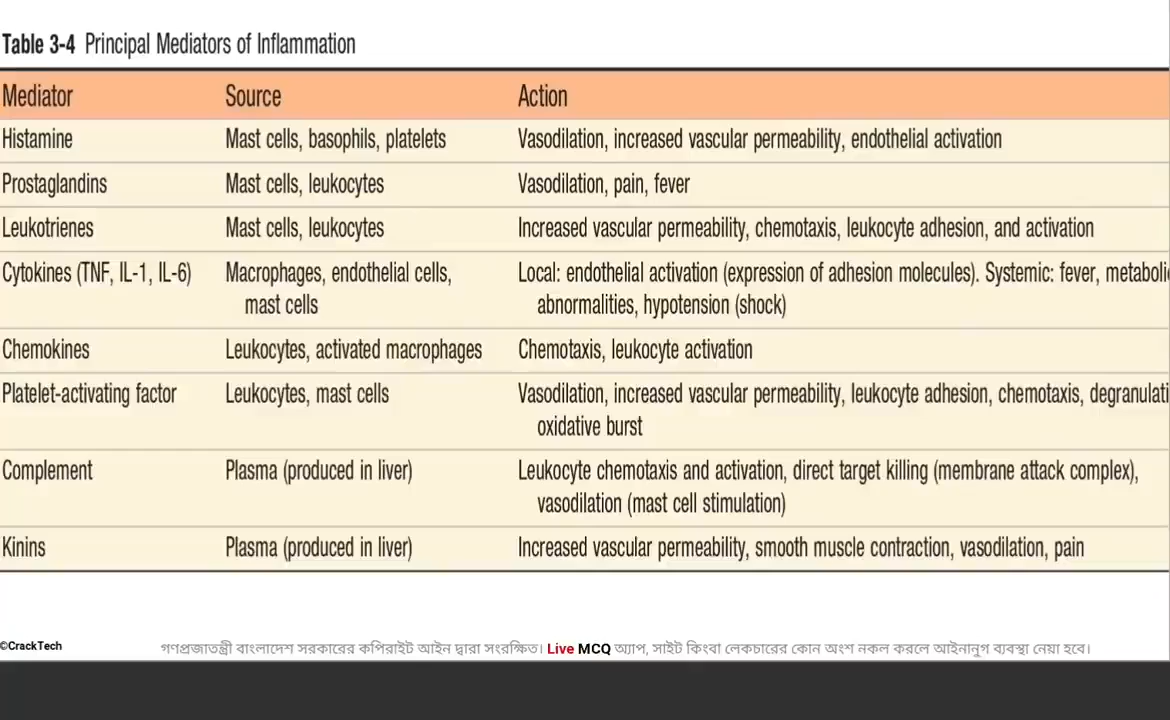 Table 3-4 Principal Mediators of Inflammation
Mediator Source Action
Histamine Mast cells, basophils, platelets Vasodilation, increased vascular permeability, endothelial activation
Prostaglandins Mast cells, leukocytes Vasodilation, pain, fever
Leukotrienes Mast cells, leukocytes Increased vascular permeability, chemotaxis, leukocyte adhesion, and activation
Cytokines (TNF, IL-1, IL-6) Macrophages, endothelial cells, Local: endothelial activation (expression of adhesion molecules). Systemic: fever,
mast cells abnormalities, hypotension (shock)
Chemokines Leukocytes, activated macrophages Chemotaxis, leukocyte activation
Platelet-activating factor Leukocytes, mast cells Vasodilation, increased vascular permeability, leukocyte adhesion, chemotaxis,
oxidative burst
Complement Plasma (produced in liver) Leukocyte chemotaxis and activation, direct target killing (membrane attack complex),
vasodilation (mast cell stimulation)
Kinins Plasma (produced in liver) Increased vascular permeability, smooth muscle contraction, vasodilation, pain
©CrackTech গণপ্রজাতন্ত্রী বাংলাদেশ সরকারের কপিরাইট আইন দ্বারা সংরক্ষিত। Live MCQ অ্যাপ, সাইট কিংবা লেকচারের কোন অংশ নকল করলে আইনানুগ ব্যবস্থা নেয়া হবে।